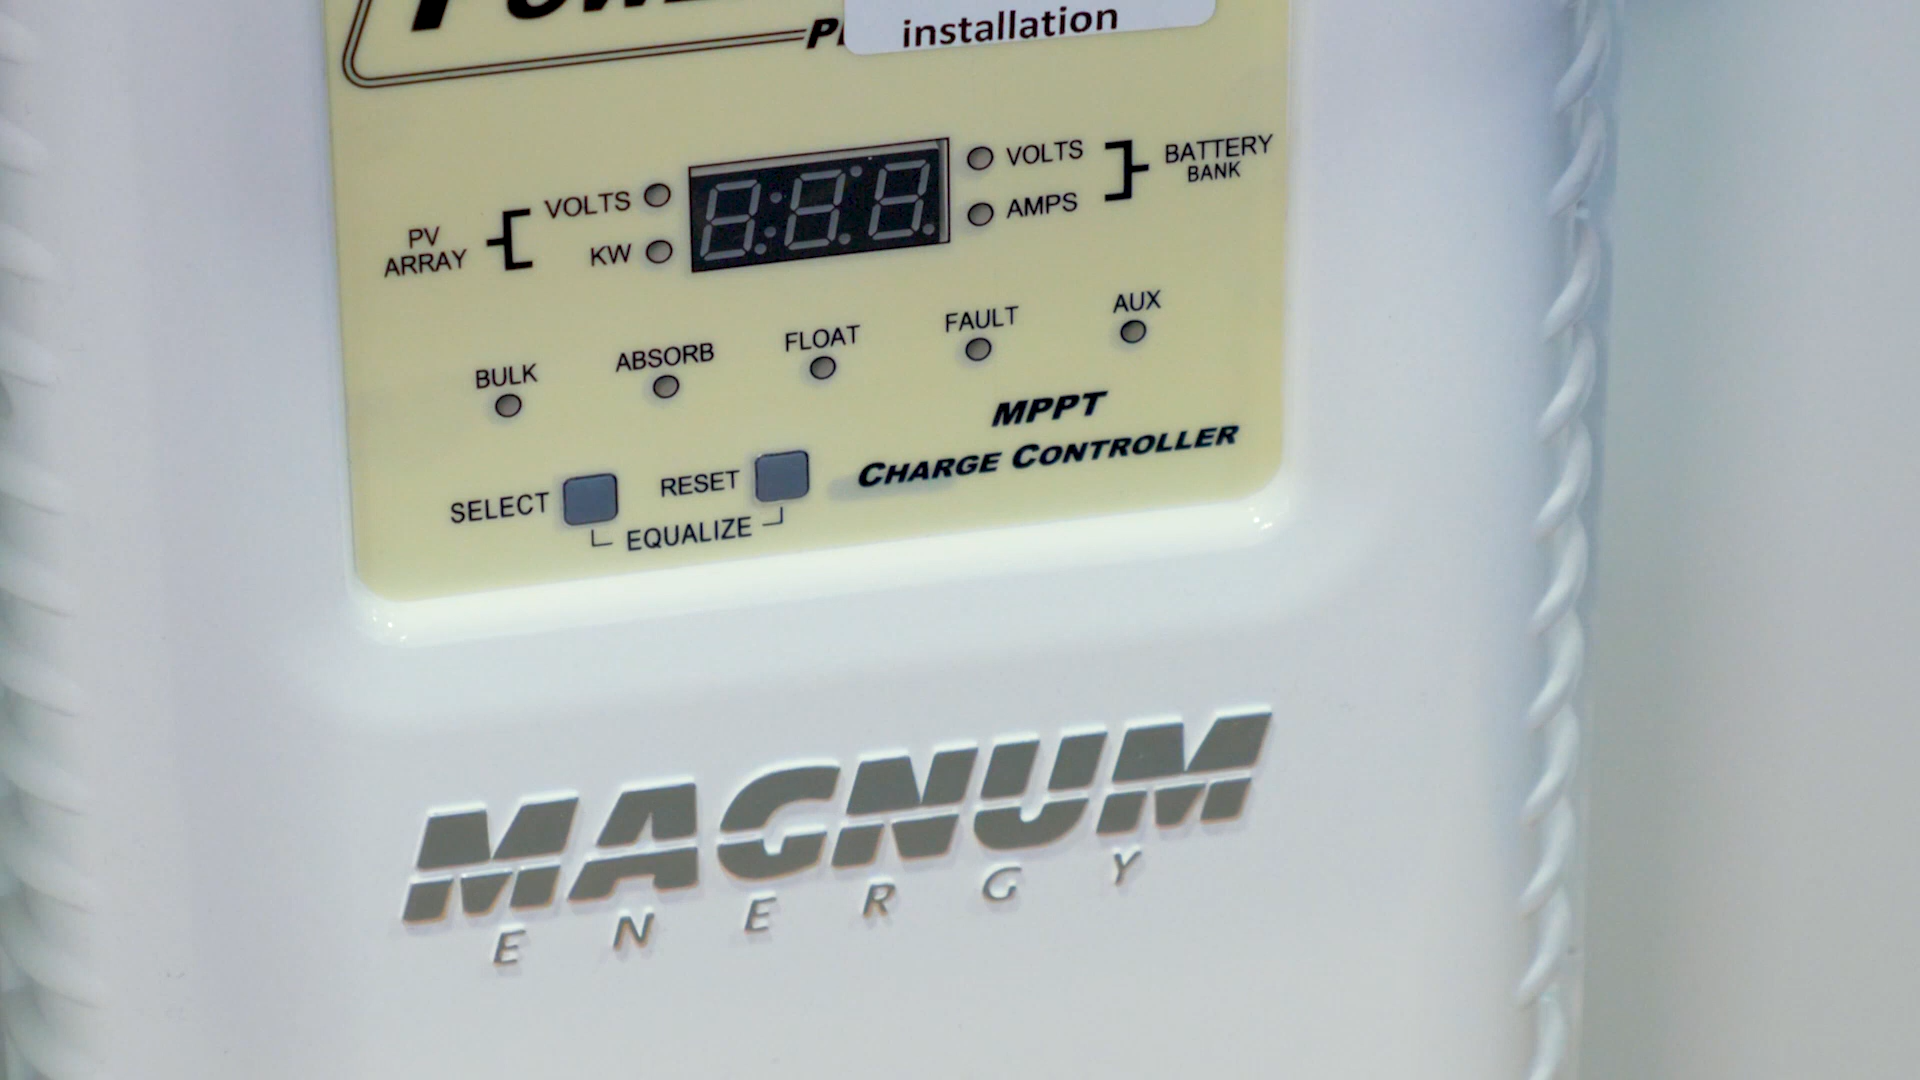 installation
VOLTS
BATTERY
BANK
VOLTS
AMPS
PV
ARRAY
KW
BULK
ABSORB
FLOAT
FAULT
AUX
MPPT
CHARGE CONTROLLER
SELECT
RESET
EQUALIZE
MAGNUM
ENERGY